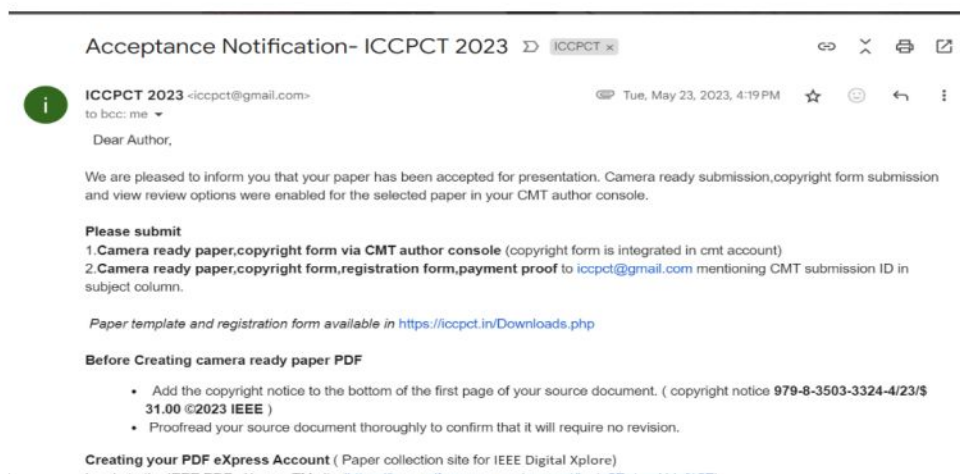 Acceptance Notification- ICCPCT 2023 ICCPCT ×
ICCPCT 2023 <iccpct@gmail.com> Tue, May 23, 2023, 4:19 PM
i
to bcc: me
Dear Author,
We are pleased to inform you that your paper has been accepted for presentation. Camera ready submission,copyright form submission
and view review options were enabled for the selected paper in your CMT author console.
Please submit
1.Camera ready paper,copyright form via CMT author console (copyright form is integrated in cmt account)
2.Camera ready paper,copyright form,registration form,payment proof to iccpct@gmail.com mentioning CMT submission ID in
subject column.
Paper template and registration form available in https://iccpct.in/Downloads.php
Before Creating camera ready paper PDF
• Add the copyright notice to the bottom of the first page of your source document. ( copyright notice 979-8-3503-3324-4/23/$
31.00 ©2023 IEEE )
• Proofread your source document thoroughly to confirm that it will require no revision.
Creating your PDF eXpress Account ( Paper collection site for IEEE Digital Xplore)